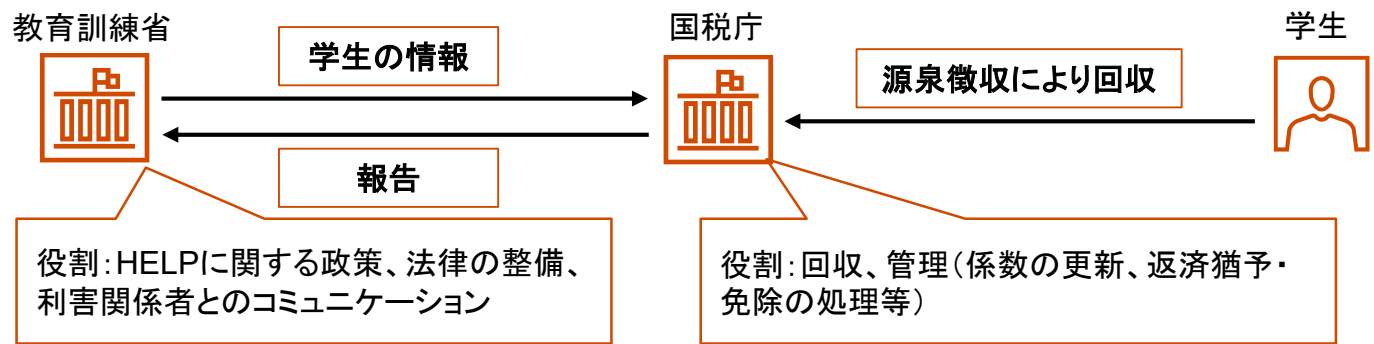 教育訓練省
国税庁
学生
学生の情報
源泉徴収により回収
報告
役割：HELPに関する政策、法律の整備、
利害関係者とのコミュニケーション
役割：回収、管理（係数の更新、返済猶予・
免除の処理等）